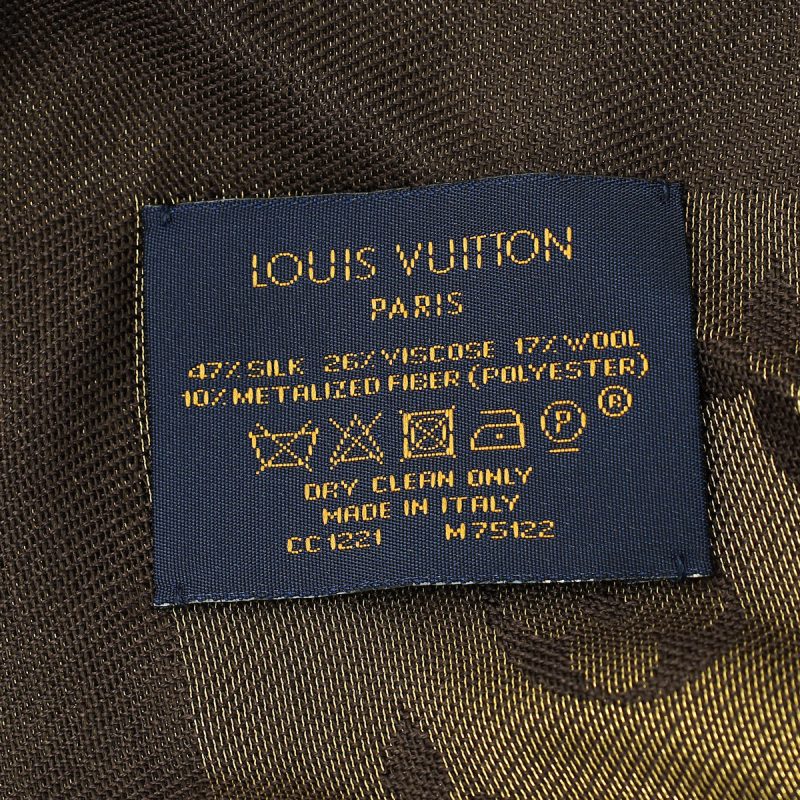 LOUIS VUITTON
PARIS
47% SILK 26% VISCOSE 17% WOOL
10% METALIZED FIBER (POLYESTER)
P ®
DRY CLEAN ONLY
MADE IN ITALY
CC1221 M75122